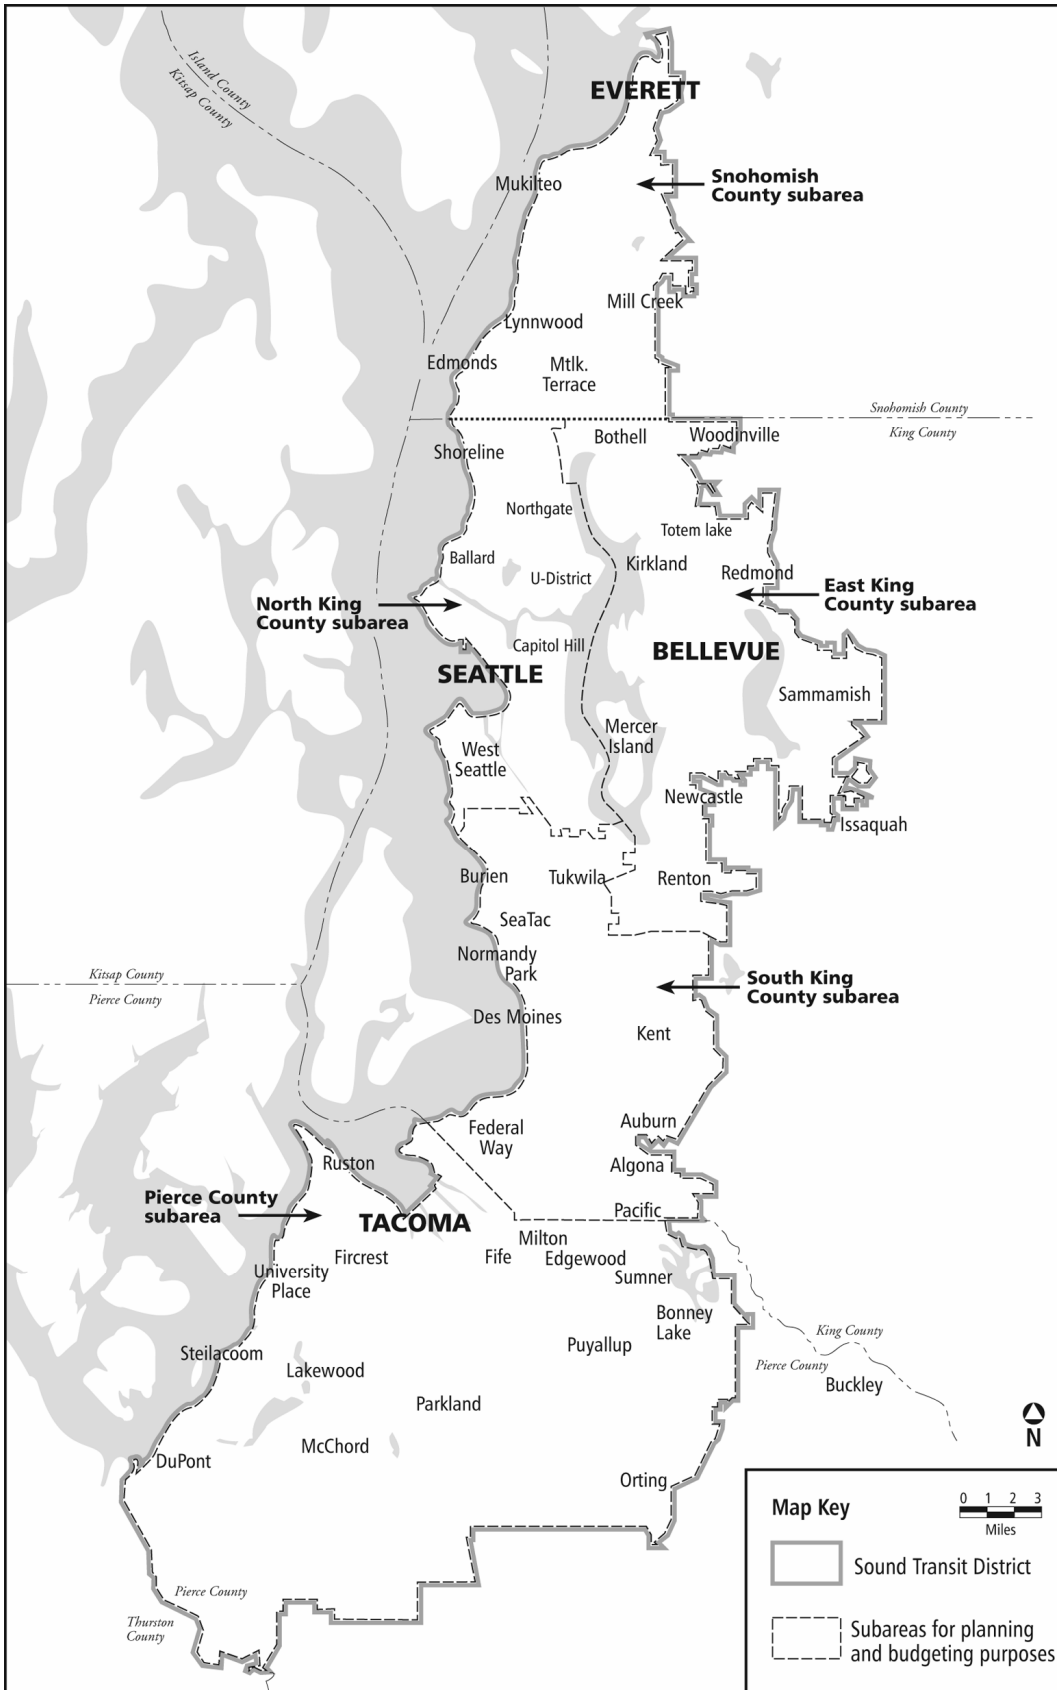 Island County
Kitsap County
EVERETT
Mukilteo
Snohomish
County subarea
Mill Creek
Lynnwood
Edmonds
Mtlk.
Terrace
Snohomish County
King County
Bothell
Woodinville
Shoreline
Northgate
Totem lake
Ballard
Kirkland
U-District
Redmond
East King
County subarea
North King
County subarea
Capitol Hill
BELLEVUE
SEATTLE
Sammamish
Mercer
Island
West
Seattle
Newcastle
Issaquah
Burien
Tukwila
Renton
SeaTac
Normandy
Park
Kitsap County
Pierce County
South King
County subarea
Des Moines
Kent
Auburn
Federal
Way
Ruston
Algona
Pierce County
subarea
Pacific
TACOMA
Milton
Fircrest
Fife
Edgewood
University
Place
Sumner
Bonney
Lake
King County
Puyallup
Steilacoom
Pierce County
Lakewood
Buckley
Parkland
McChord
N
DuPont
Orting
Map Key
0 1 2 3
Miles
Sound Transit District
Pierce County
Thurston
County
Subareas for planning
and budgeting purposes